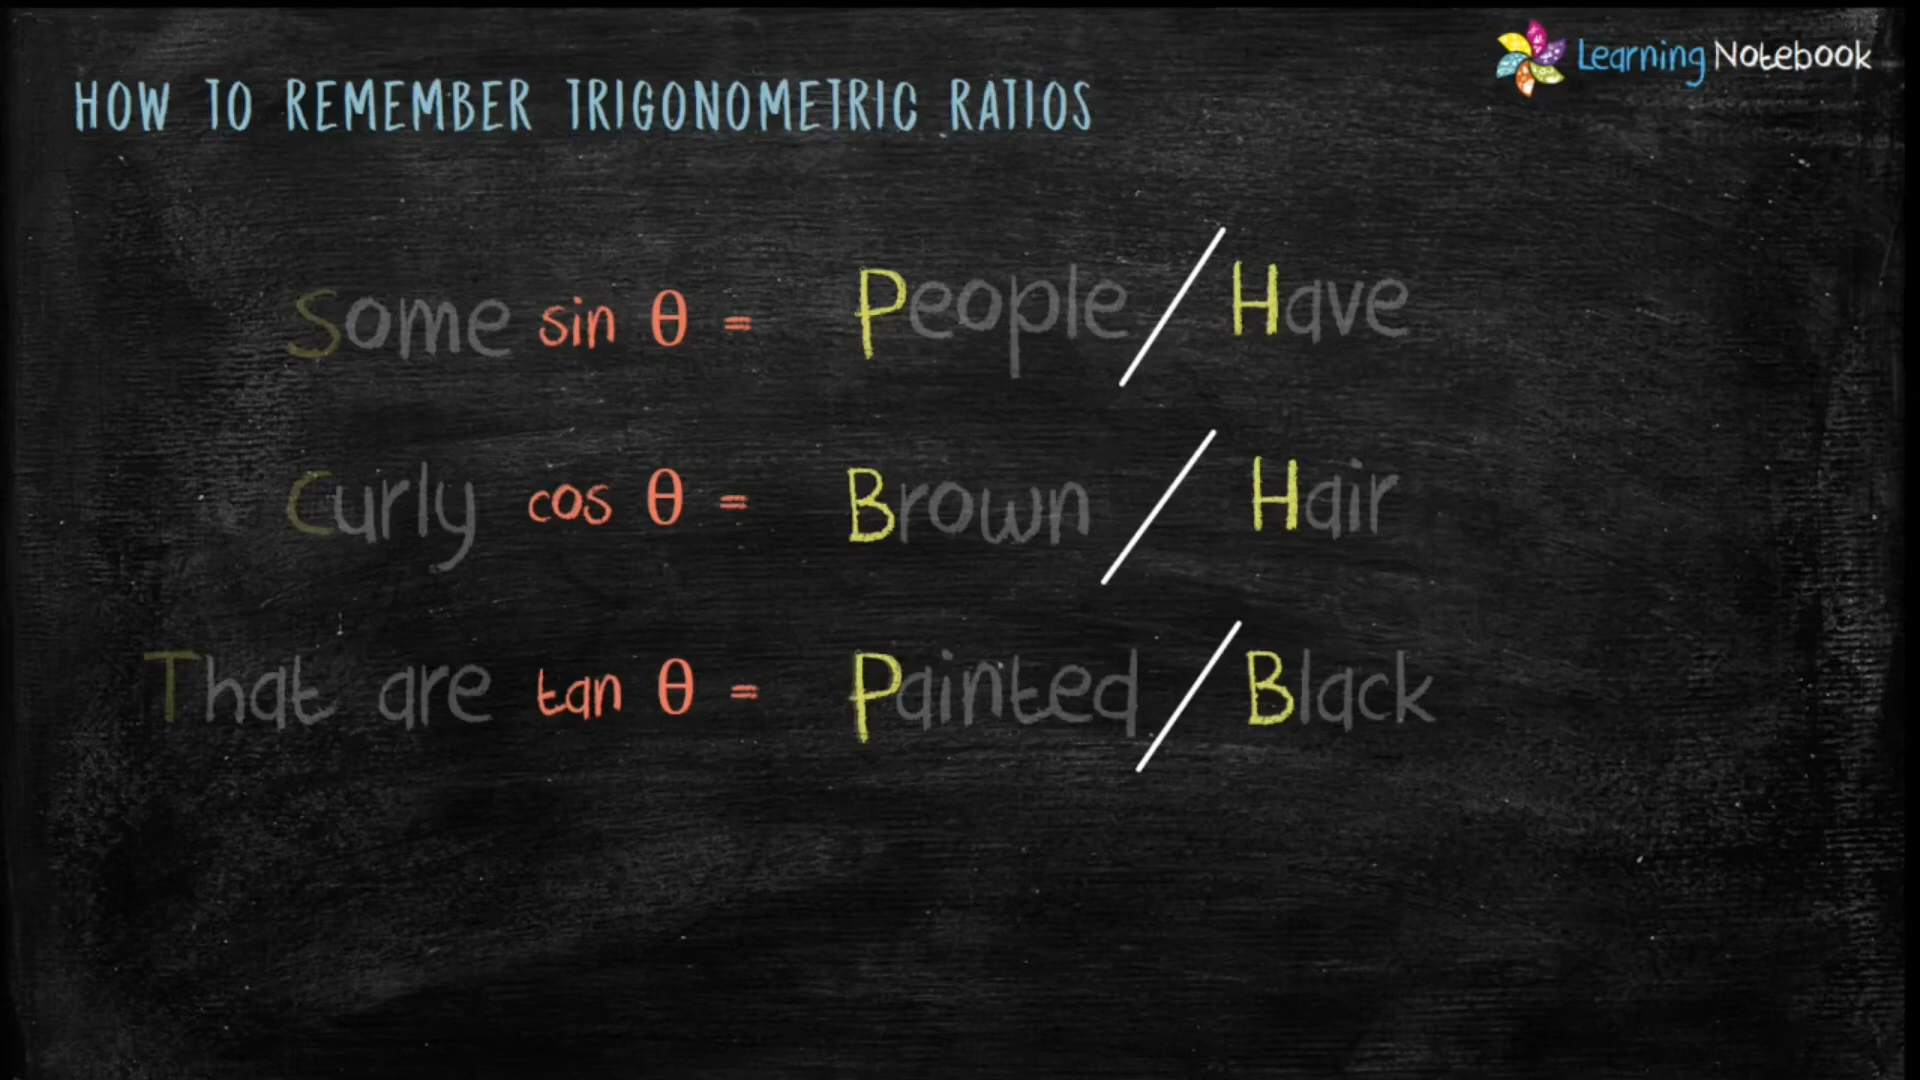 Learning Notebook
HOW TO REMEMBER TRIGONOMETRIC RATIOS
Some sin θ = People / Have
Curly cos θ = Brown / Hair
That are tan θ = Painted / Black